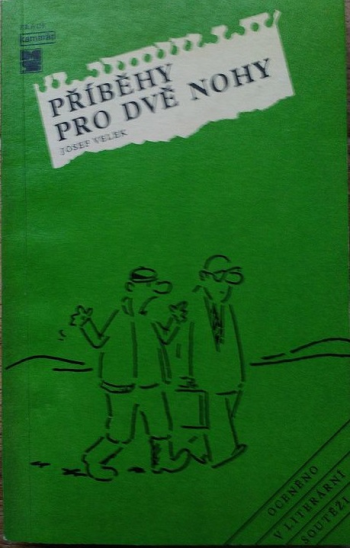 PŘÍBĚHY
PRO DVĚ NOHY
JOSEF VELEK
OCENĚNO
V LITERÁRNÍ
SOUTĚŽI